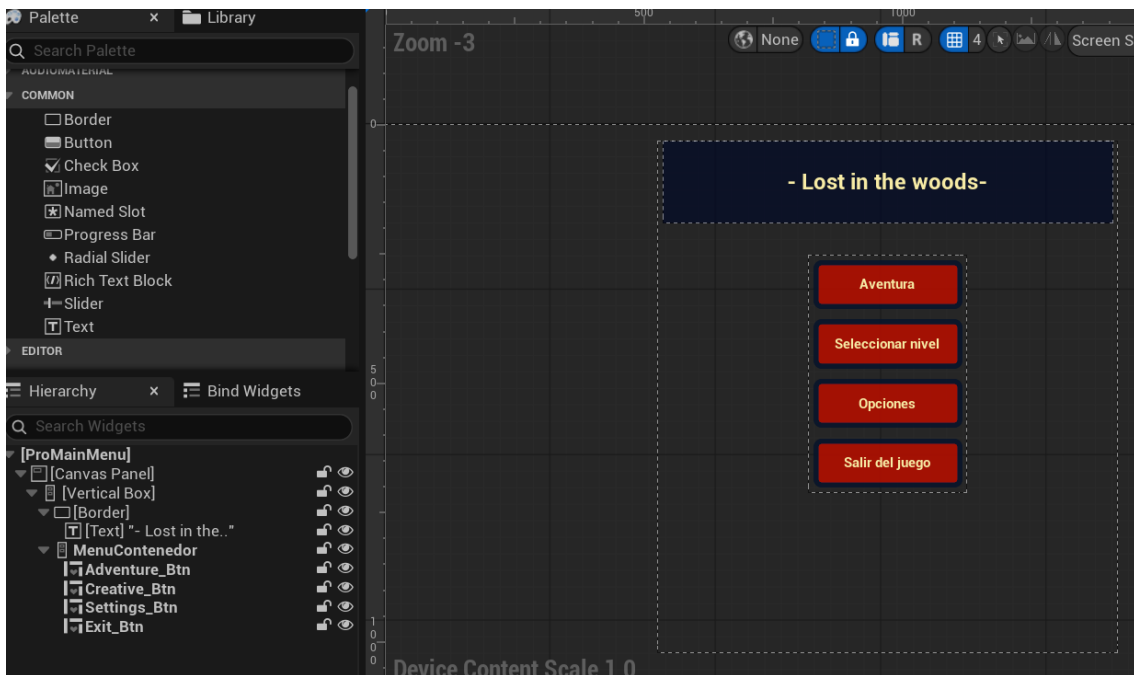 Palette
Library
Search Palette
AUDIOMATERIAL
COMMON
Border
Button
Check Box
Image
Named Slot
Progress Bar
Radial Slider
Rich Text Block
Slider
Text
EDITOR
Hierarchy
Bind Widgets
Search Widgets
[ProMainMenu]
[Canvas Panel]
[Vertical Box]
[Border]
[Text] "- Lost in the.."
MenuContenedor
Adventure_Btn
Creative_Btn
Settings_Btn
Exit_Btn
500
1000
Zoom -3
None
R
4
Screen S
0
500
1000
- Lost in the woods-
Aventura
Seleccionar nivel
Opciones
Salir del juego
Device Content Scale 1.0